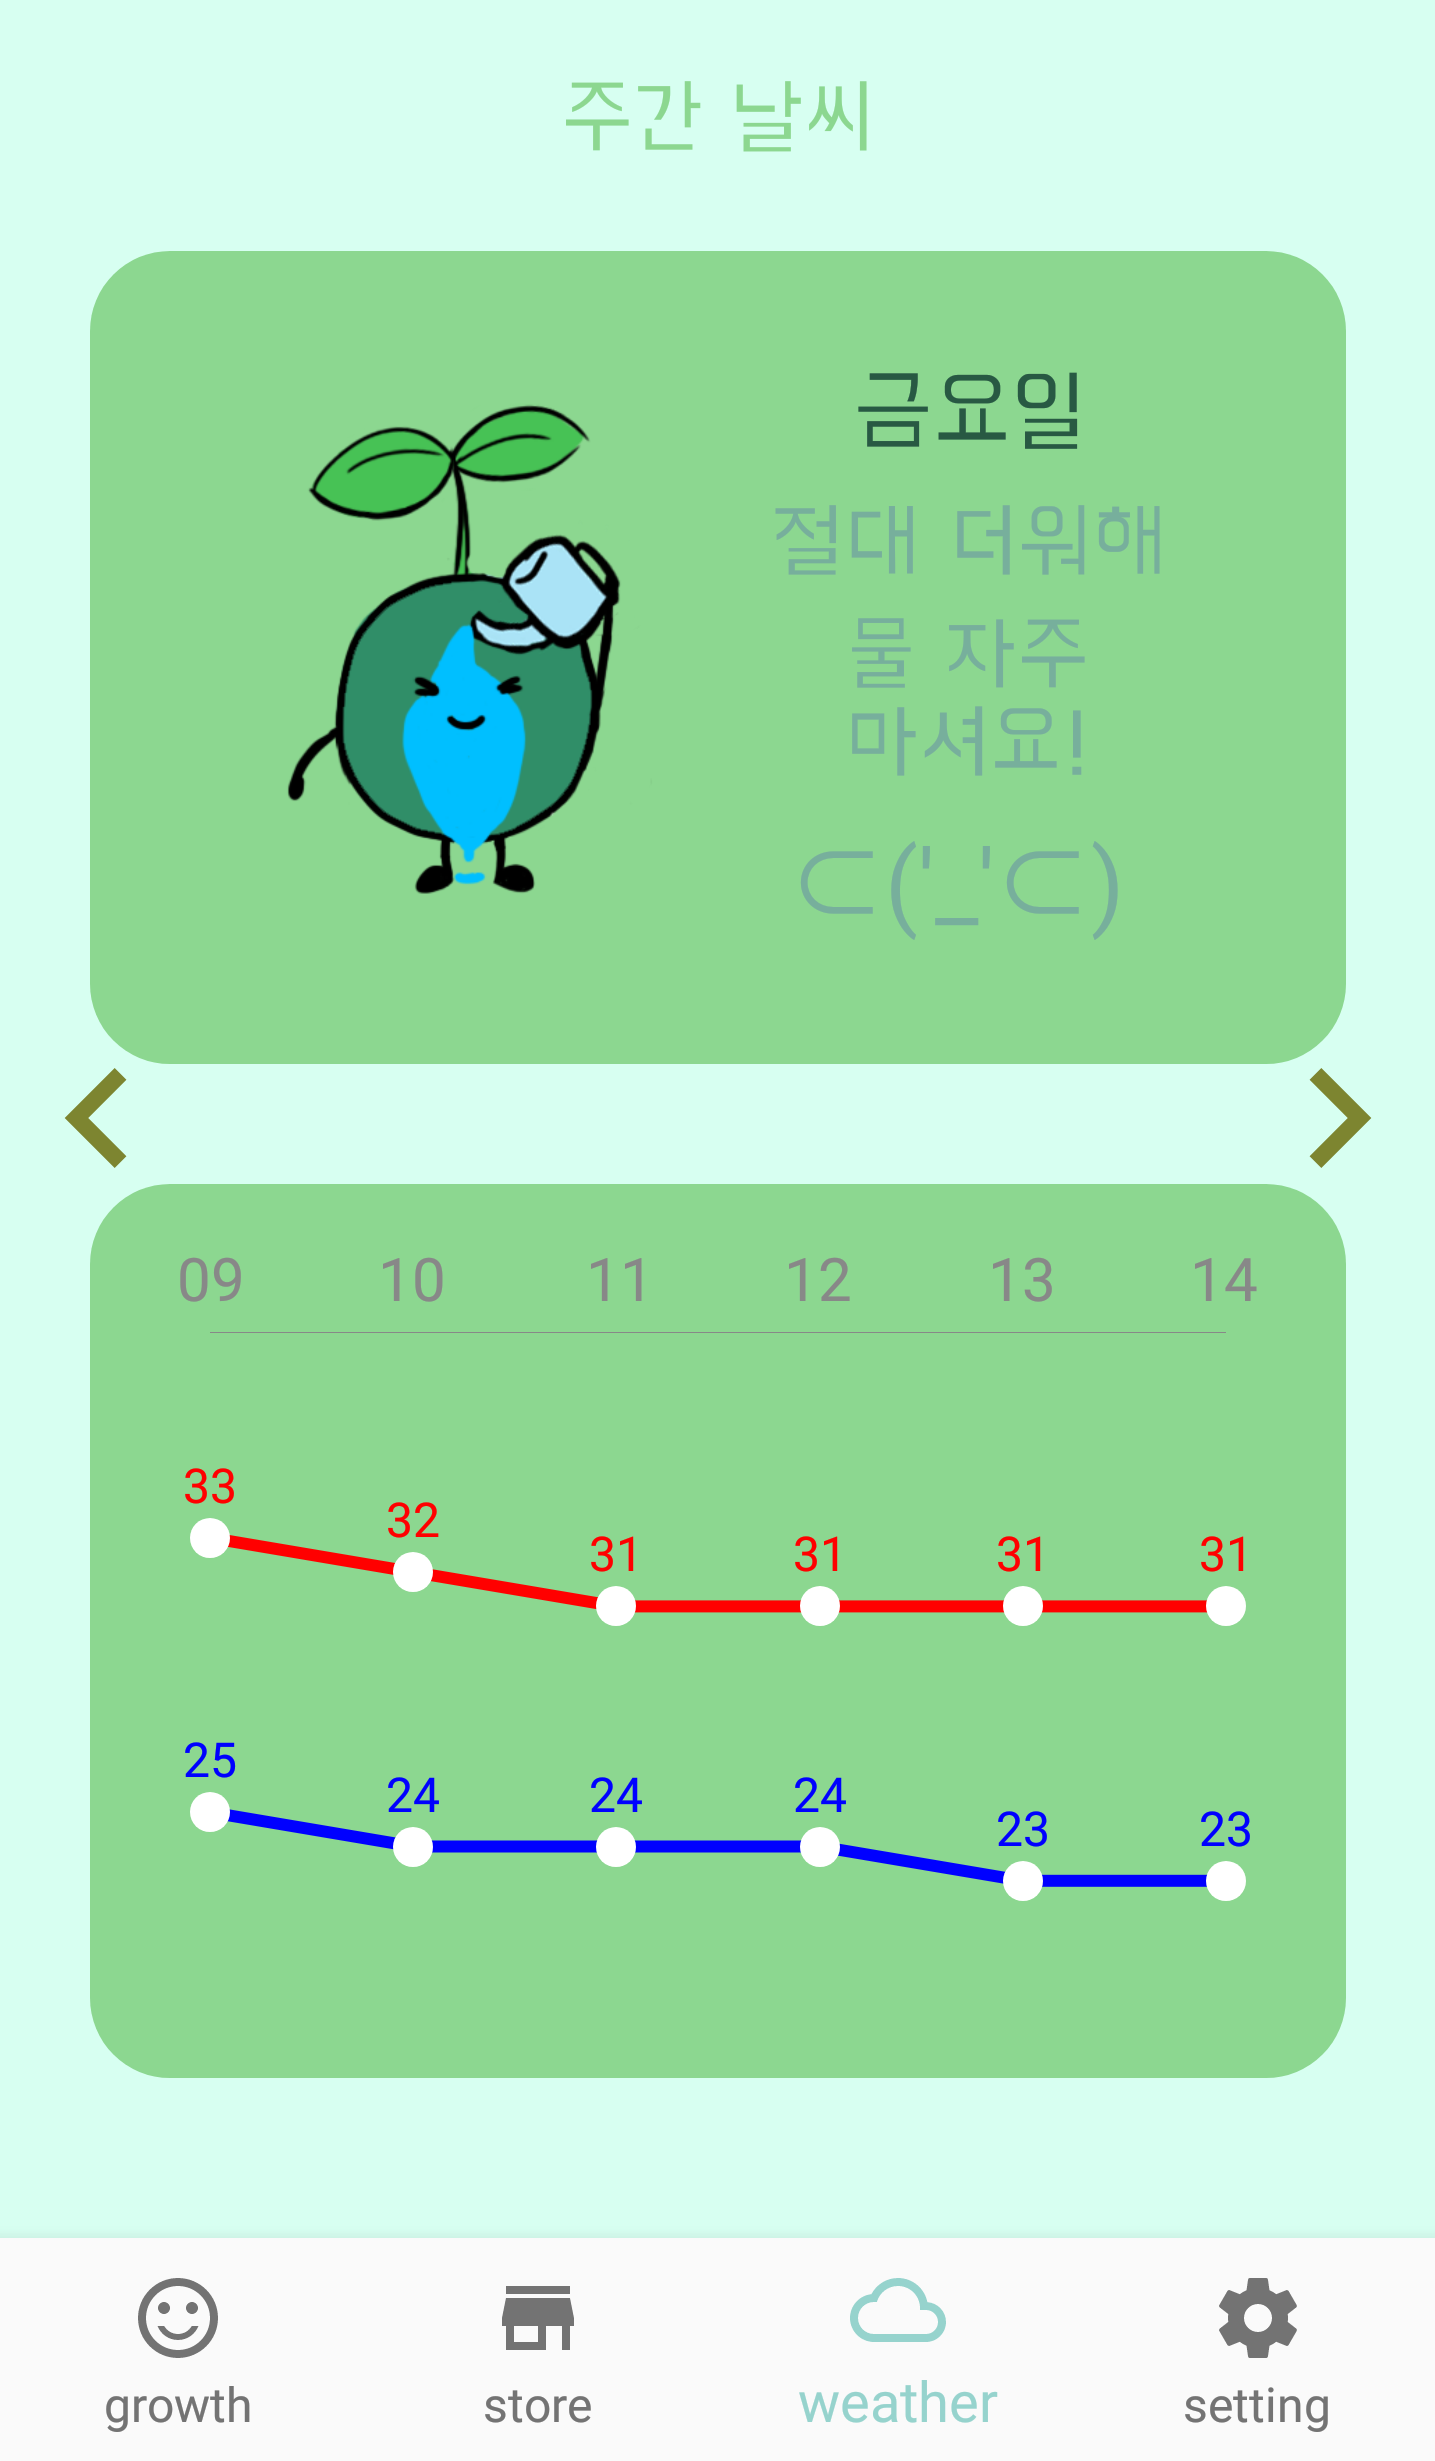 주간 날씨
금요일
절대 더워해
물 자주
마셔요!
⊂('_'⊂)
09 10 11 12 13 14
33 32 31 31 31 31
25 24 24 24 23 23
growth store weather setting